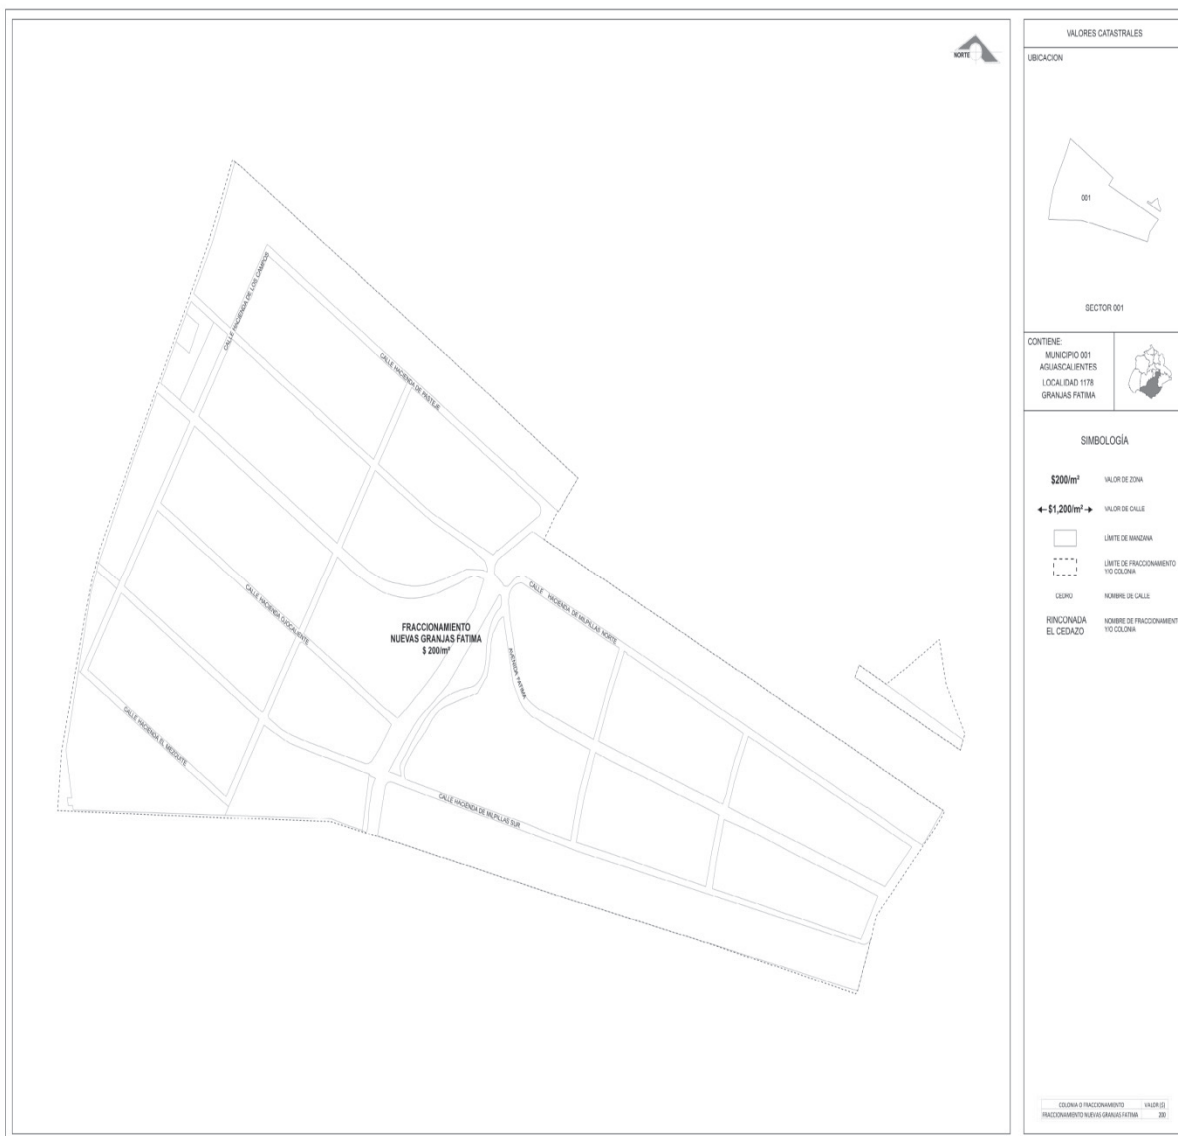 NORTE
CALLE HACIENDA DE LOS CAMPOS
CALLE HACIENDA DE PASTEJE
CALLE HACIENDA OJOCALIENTE
FRACCIONAMIENTO
NUEVAS GRANJAS FATIMA
$ 200/m²
CALLE HACIENDA DE MILPILLAS NORTE
AVENIDA FATIMA
CALLE HACIENDA EL MEZQUITE
CALLE HACIENDA DE MILPILLAS SUR
VALORES CATASTRALES
UBICACION
001
SECTOR 001
CONTIENE:
MUNICIPIO 001
AGUASCALIENTES
LOCALIDAD 1178
GRANJAS FATIMA
SIMBOLOGÍA
$200/m² VALOR DE ZONA
$1,200/m² VALOR DE CALLE
LÍMITE DE MANZANA
LÍMITE DE FRACCIONAMIENTO
Y/O COLONIA
CEDRO NOMBRE DE CALLE
RINCONADA
EL CEDAZO
NOMBRE DE FRACCIONAMIENT
Y/O COLONIA
COLONIA O FRACCIONAMIENTO VALOR ($)
FRACCIONAMIENTO NUEVAS GRANJAS FATIMA 200